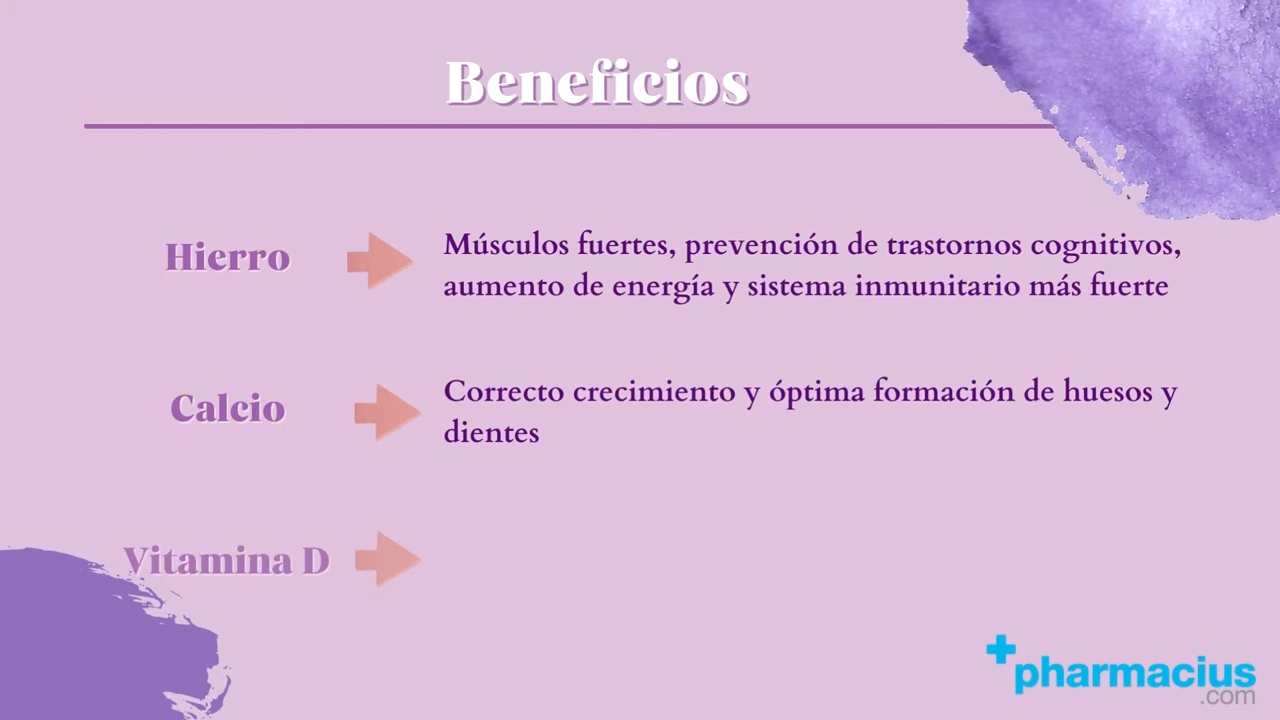 Beneficios
Hierro
Músculos fuertes, prevención de trastornos cognitivos,
aumento de energía y sistema inmunitario más fuerte
Calcio
Correcto crecimiento y óptima formación de huesos y
dientes
Vitamina D
pharmacius
.com